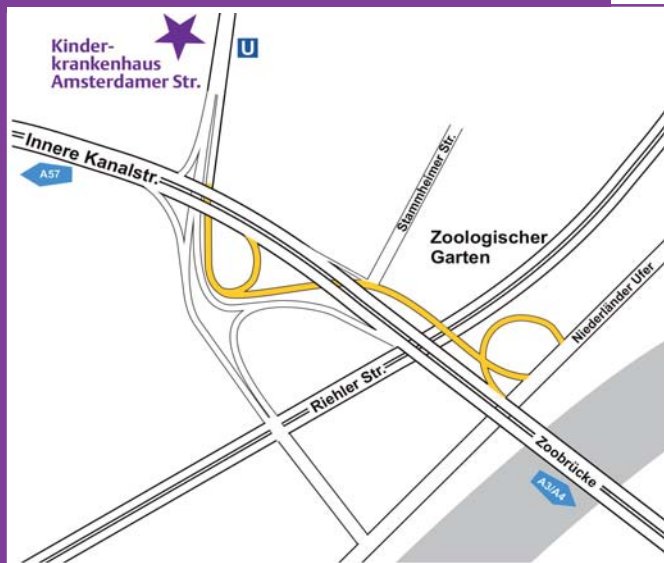 Kinder-
krankenhaus
Amsterdamer Str.
U
Innere Kanalstr.
A57
Stammheimer Str.
Zoologischer
Garten
Niederländer Ufer
Riehler Str.
Zoobrücke
A3/A4